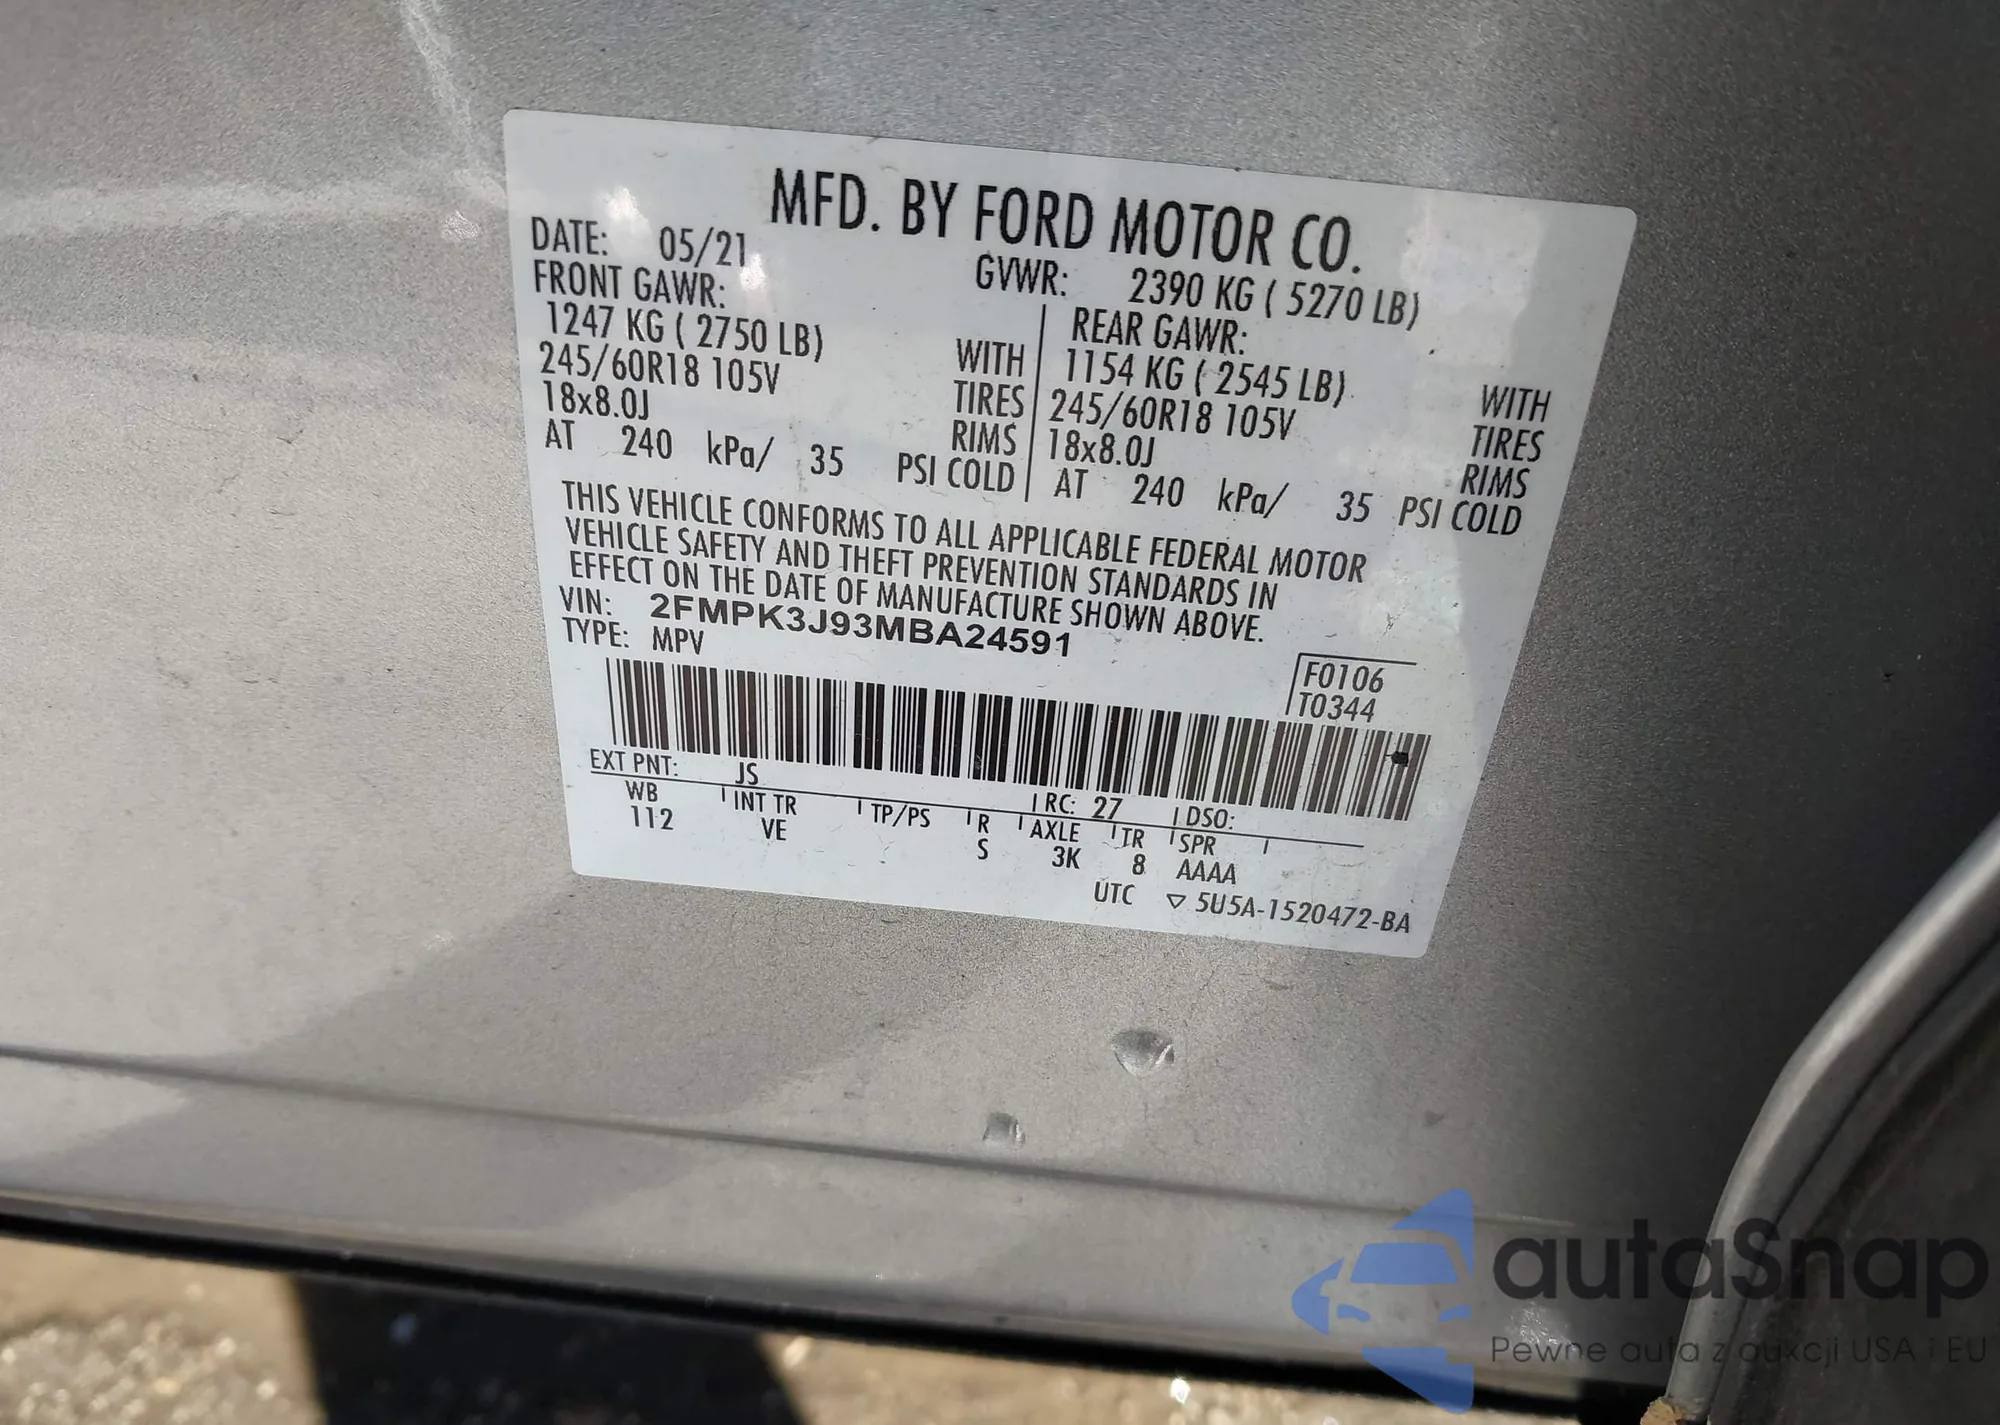 MFD. BY FORD MOTOR CO.
DATE: 05/21
GVWR: 2390 KG ( 5270 LB)
FRONT GAWR:
1247 KG ( 2750 LB) WITH
245/60R18 105V TIRES
18x8.0J RIMS
AT 240 kPa/ 35 PSI COLD
REAR GAWR:
1154 KG ( 2545 LB) WITH
245/60R18 105V TIRES
18x8.0J RIMS
AT 240 kPa/ 35 PSI COLD
THIS VEHICLE CONFORMS TO ALL APPLICABLE FEDERAL MOTOR
VEHICLE SAFETY AND THEFT PREVENTION STANDARDS IN
EFFECT ON THE DATE OF MANUFACTURE SHOWN ABOVE.
VIN: 2FMPK3J93MBA24591
TYPE: MPV
F0106
T0344
EXT PNT: JS RC: 27 DSO:
WB INT TR TP/PS R AXLE TR SPR
112 VE S 3K 8 AAAA
UTC ▽ 5U5A-1520472-BA
autaSnap
Pewne auta z aukcji USA i EU